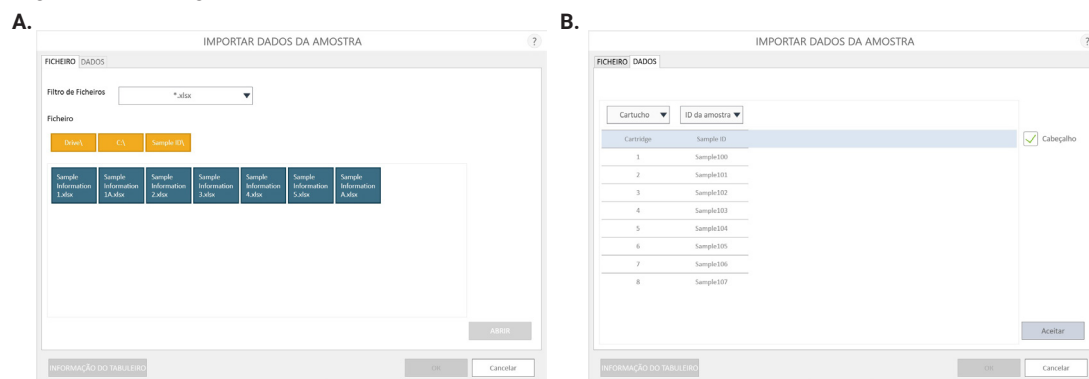 A.
IMPORTAR DADOS DA AMOSTRA
?
FICHEIRO DADOS
Filtro de Ficheiros
*.xlsx
Ficheiro
Drive\ C:\ Sample ID\
Sample Information 1.xlsx
Sample Information 1A.xlsx
Sample Information 2.xlsx
Sample Information 3.xlsx
Sample Information 4.xlsx
Sample Information 5.xlsx
Sample Information A.xlsx
ABRIR
INFORMAÇÃO DO TABULEIRO
OK
Cancelar
B.
IMPORTAR DADOS DA AMOSTRA
?
FICHEIRO DADOS
Cartucho ID da amostra
Cartridge Sample ID
Cabeçalho
1 Sample100
2 Sample101
3 Sample102
4 Sample103
5 Sample104
6 Sample105
7 Sample106
8 Sample107
Aceitar
INFORMAÇÃO DO TABULEIRO
Cancelar